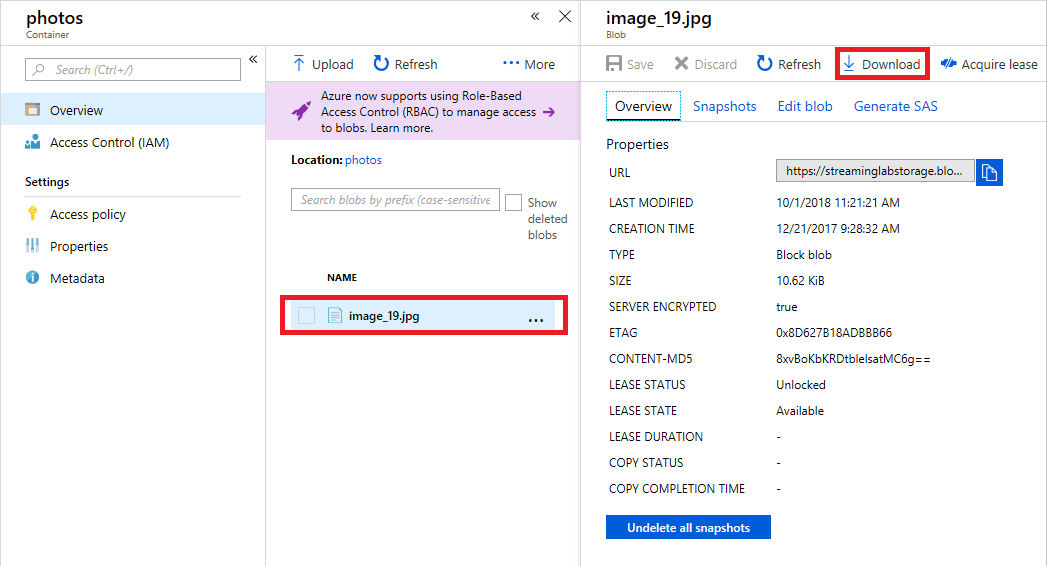 photos
Container
Search (Ctrl+/)
Overview
Access Control (IAM)
Settings
Access policy
Properties
Metadata
Upload
Refresh
More
Azure now supports using Role-Based
Access Control (RBAC) to manage access
to blobs. Learn more.
Location: photos
Search blobs by prefix (case-sensitive
Show
deleted
blobs
NAME
image_19.jpg
...
image_19.jpg
Blob
Save
Discard
Refresh
Download
Acquire lease
Overview
Snapshots
Edit blob
Generate SAS
Properties
URL https://streaminglabstorage.blo...
LAST MODIFIED 10/1/2018 11:21:21 AM
CREATION TIME 12/21/2017 9:28:32 AM
TYPE Block blob
SIZE 10.62 KiB
SERVER ENCRYPTED true
ETAG 0x8D627B18ADBBB66
CONTENT-MD5 8xvBoKbKRDtblelsatMC6g==
LEASE STATUS Unlocked
LEASE STATE Available
LEASE DURATION -
COPY STATUS -
COPY COMPLETION TIME -
Undelete all snapshots